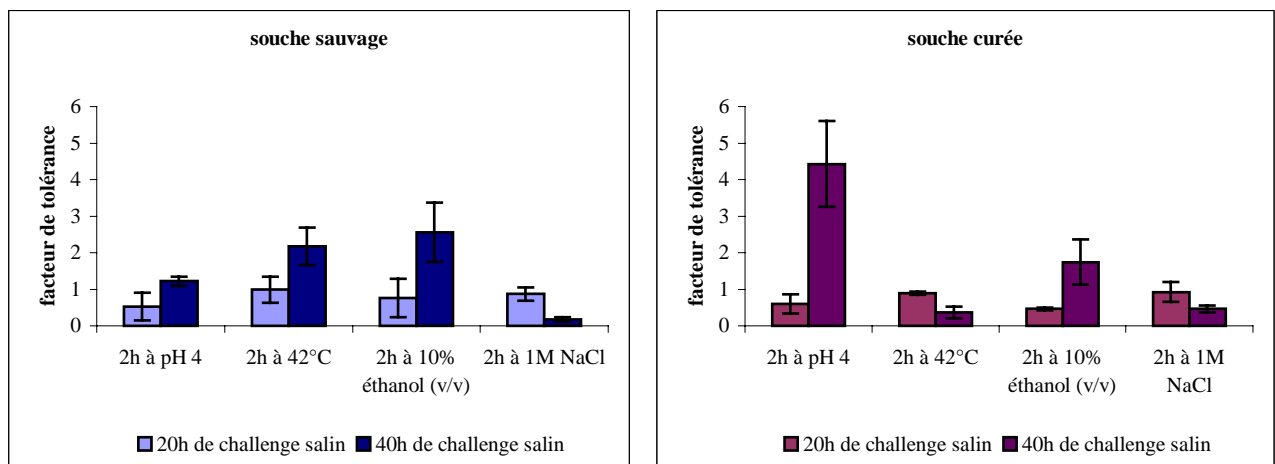 souche sauvage
facteur de tolérance
6
5
4
3
2
1
0
2h à pH 4
2h à 42°C
2h à 10%
éthanol (v/v)
2h à 1M NaCl
20h de challenge salin
40h de challenge salin
souche curée
facteur de tolérance
6
5
4
3
2
1
0
2h à pH 4
2h à 42°C
2h à 10%
éthanol (v/v)
2h à 1M
NaCl
20h de challenge salin
40h de challenge salin